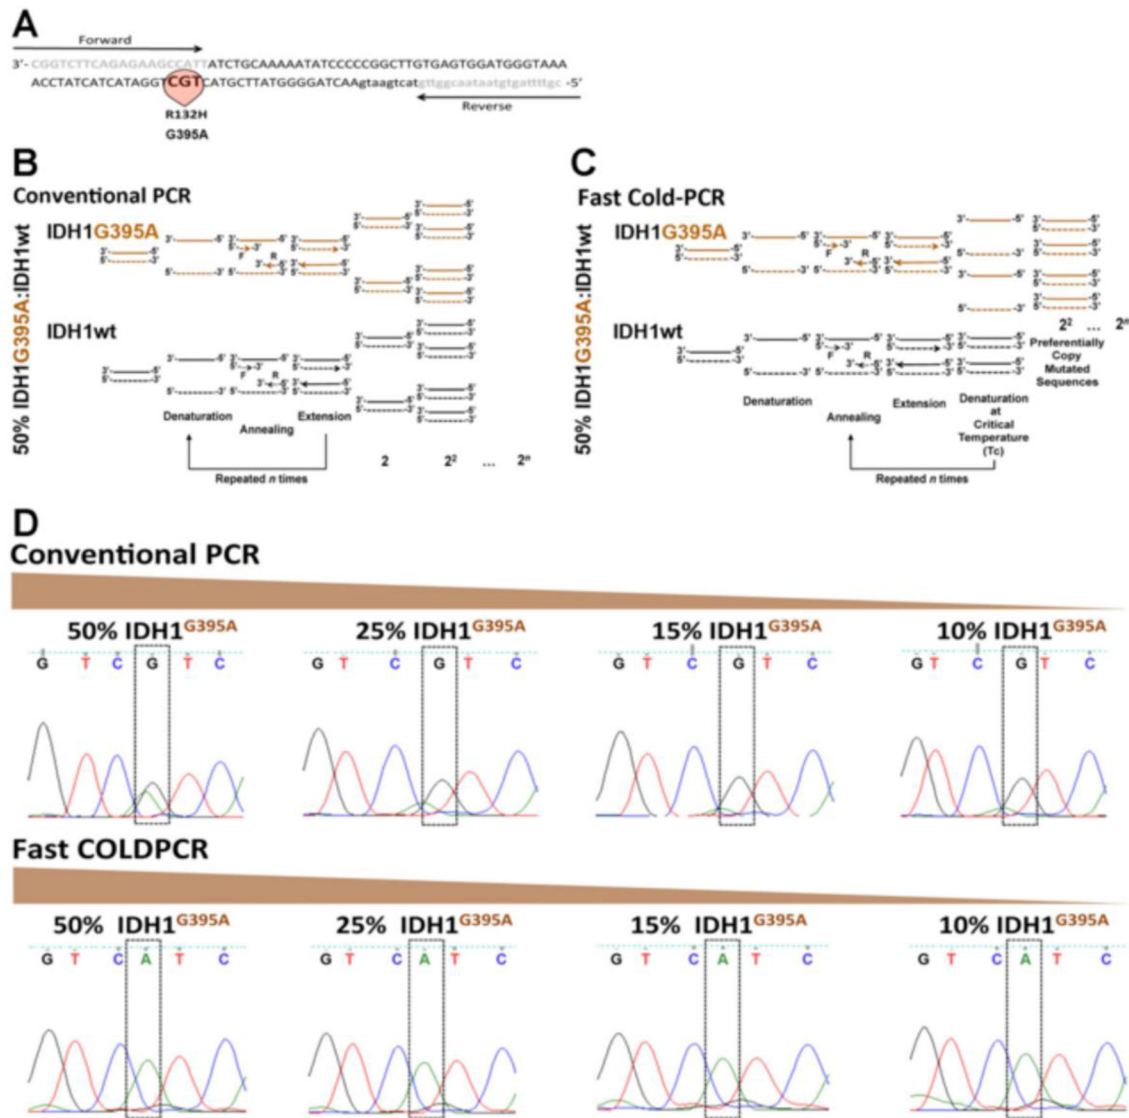 A
Forward
3'- CGGTCTTCAGAGAAGCCATTATCTGCAAAAATATCCCCCGGCTTGTGAGTGGATGGGTAAA
ACCTATCATCATAGGTCGTCATGCTTATGGGGATCAAgtaagtcatgttggcaataatgtgattttgc -5'
R132H
G395A
Reverse
B
Conventional PCR
50% IDH1G395A:IDH1wt
IDH1G395A
F R
IDH1wt
F R
Denaturation
Annealing
Extension
Repeated n times
2 2² ... 2ⁿ
C
Fast Cold-PCR
50% IDH1G395A:IDH1wt
IDH1G395A
F R
IDH1wt
F R
Denaturation
Annealing
Extension
Denaturation
at
Critical
Temperature
(Tc)
2² ... 2ⁿ
Preferentially
Copy
Mutated
Sequences
Repeated n times
D
Conventional PCR
50% IDH1G395A 25% IDH1G395A 15% IDH1G395A 10% IDH1G395A
G T C G T C G T C G T C G T C G T C G T C G T C
Fast COLDPCR
50% IDH1G395A 25% IDH1G395A 15% IDH1G395A 10% IDH1G395A
G T C A T C G T C A T C G T C A T C G T C A T C